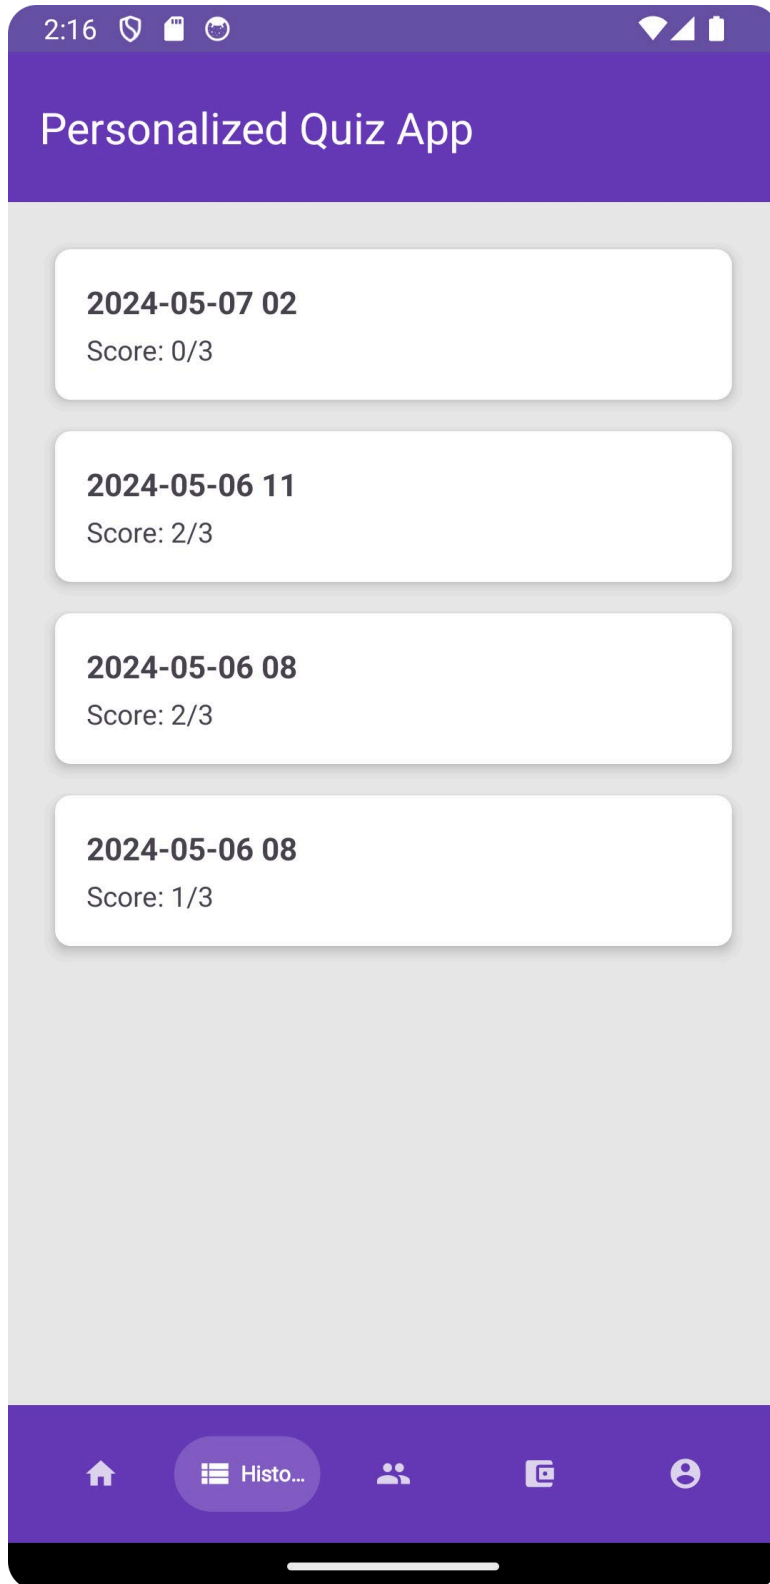 2:16
Personalized Quiz App
2024-05-07 02
Score: 0/3
2024-05-06 11
Score: 2/3
2024-05-06 08
Score: 2/3
2024-05-06 08
Score: 1/3
Histo...